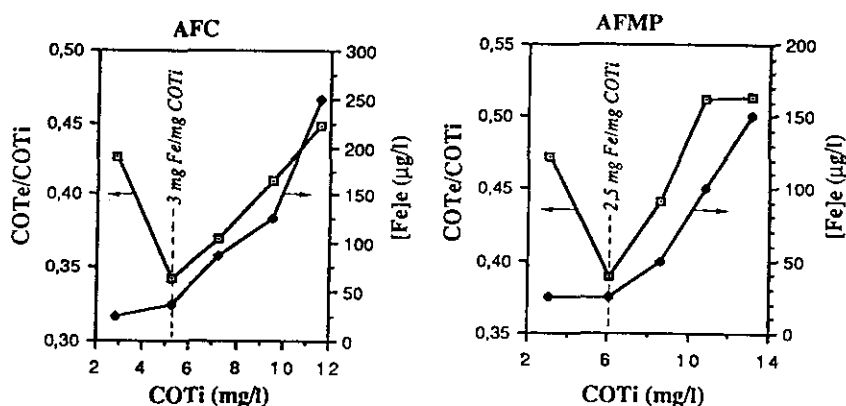 AFC
0,50
0,45
0,40
0,35
0,30
COTe/COTi
3 mg Fe/mg COTi
300
250
200
150
100
50
0
[Fe]e (µg/l)
2 4 6 8 10 12
COTi (mg/l)
AFMP
0,55
0,50
0,45
0,40
0,35
COTe/COTi
2,5 mg Fe/mg COTi
200
150
100
50
0
[Fe]e (µg/l)
2 6 10 14
COTi (mg/l)